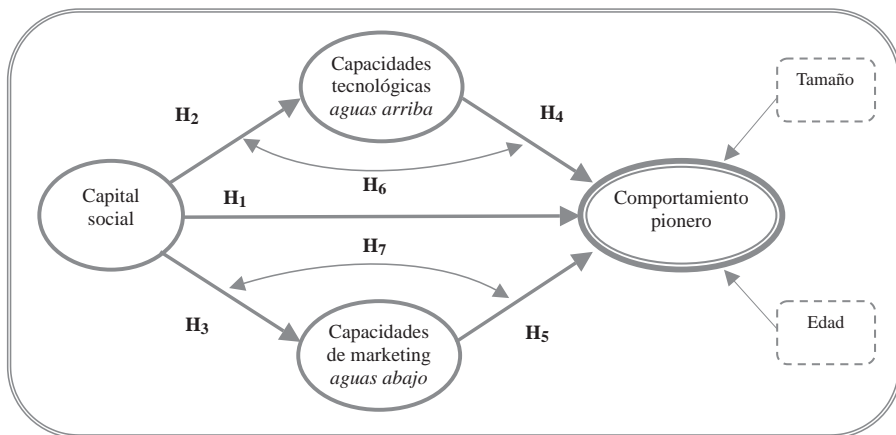 Capacidades
tecnológicas
aguas arriba
Tamaño
H2
H4
H6
Capital
social
H1
Comportamiento
pionero
H7
H3
Capacidades
de marketing
aguas abajo
H5
Edad